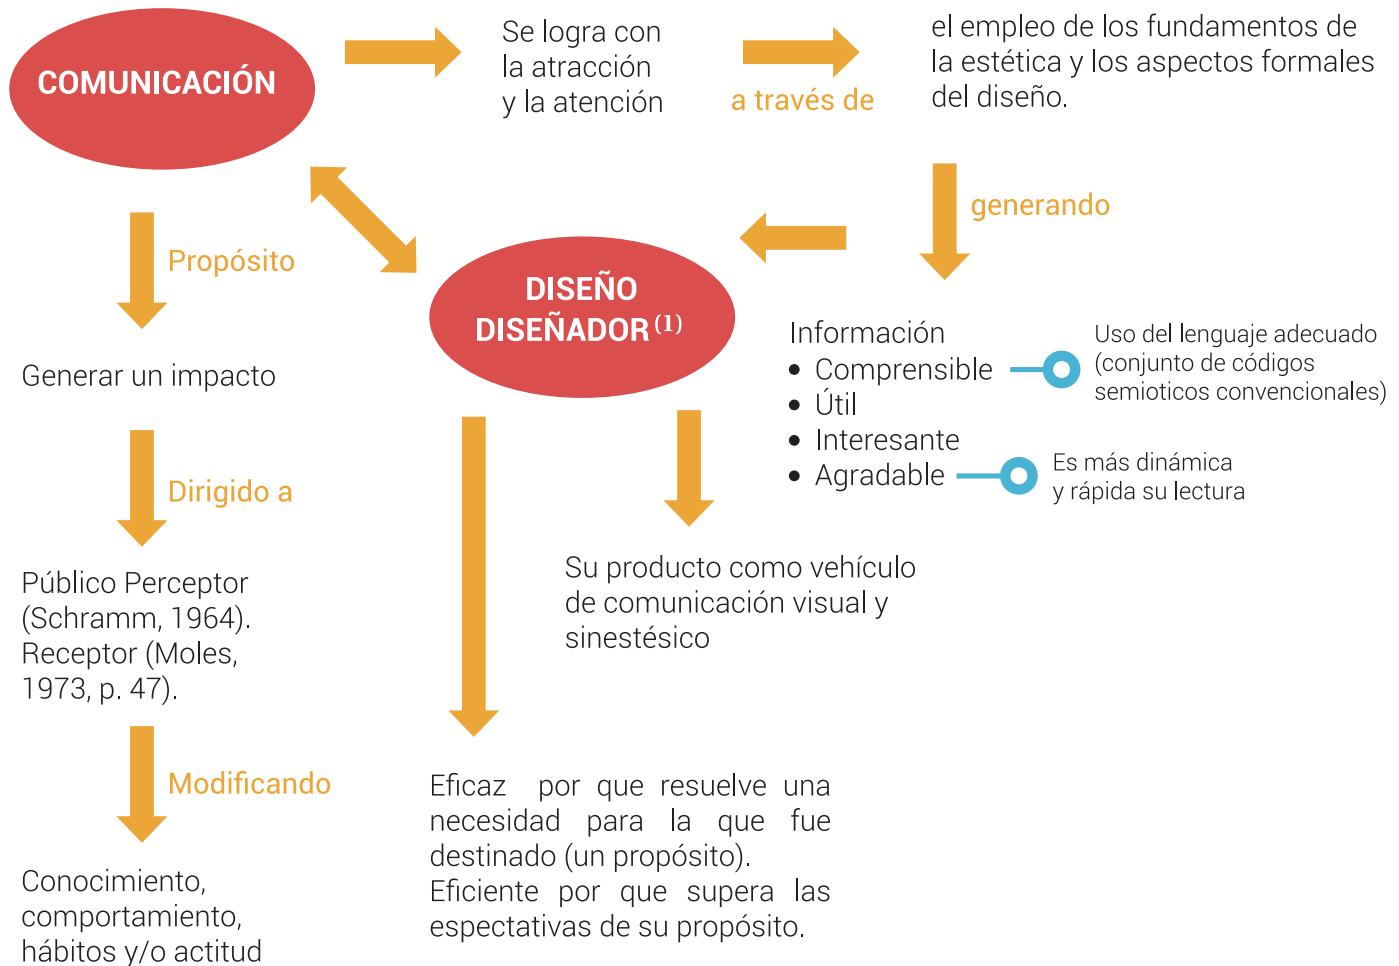 COMUNICACIÓN
Se logra con
la atracción
y la atención
a través de
el empleo de los fundamentos de
la estética y los aspectos formales
del diseño.
generando
Propósito
DISEÑO
DISEÑADOR (1)
Generar un impacto
Información
• Comprensible
• Útil
• Interesante
• Agradable
Uso del lenguaje adecuado
(conjunto de códigos
semioticos convencionales)
Es más dinámica
y rápida su lectura
Dirigido a
Público Perceptor
(Schramm, 1964).
Receptor (Moles,
1973, p. 47).
Su producto como vehículo
de comunicación visual y
sinestésico
Modificando
Conocimiento,
comportamiento,
hábitos y/o actitud
Eficaz por que resuelve una
necesidad para la que fue
destinado (un propósito).
Eficiente por que supera las
espectativas de su propósito.